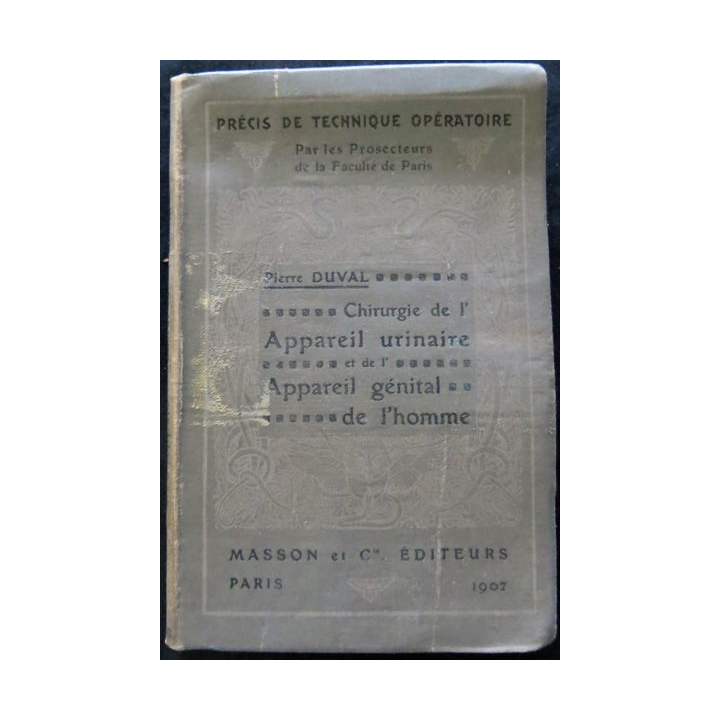 PRÉCIS DE TECHNIQUE OPÉRATOIRE
Par les Prosecteurs
de la Faculté de Paris
Pierre DUVAL
Chirurgie de l'
Appareil urinaire
et de l'
Appareil génital
de l'homme
MASSON et Cie. ÉDITEURS
PARIS 1907